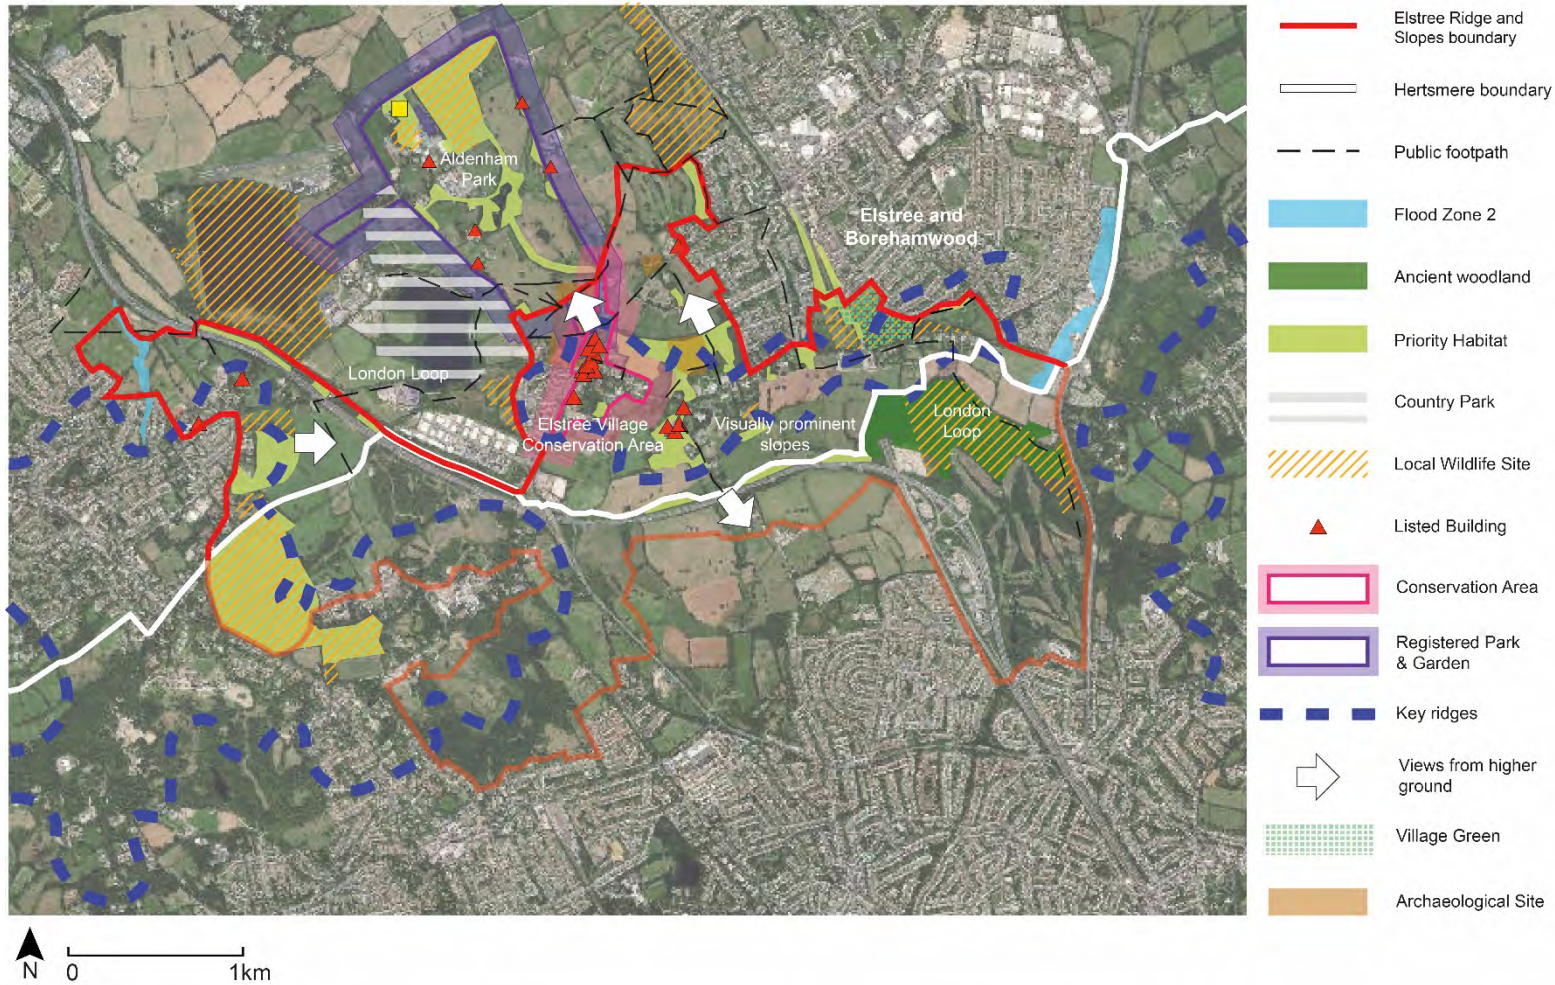 Aldenham
Park
Elstree and
Borehamwood
London Loop
Elstree Village
Conservation Area
Visually prominent
slopes
London
Loop
Elstree Ridge and
Slopes boundary
Hertsmere boundary
Public footpath
Flood Zone 2
Ancient woodland
Priority Habitat
Country Park
Local Wildlife Site
Listed Building
Conservation Area
Registered Park
& Garden
Key ridges
Views from higher
ground
Village Green
Archaeological Site
N
0 1km